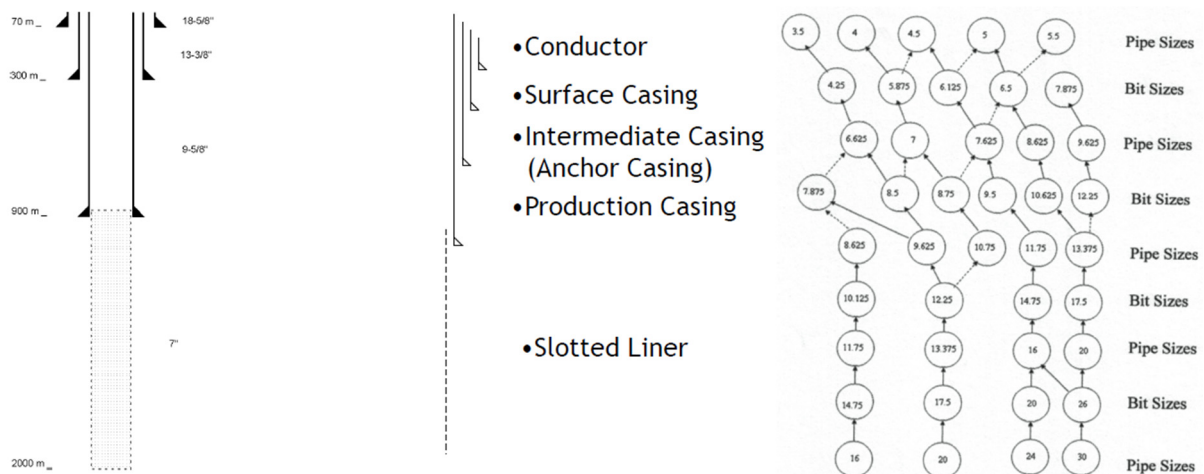 70 m
18-5/8"
13-3/8"
300 m
9-5/8"
900 m
7"
2000 m
•Conductor
•Surface Casing
•Intermediate Casing
(Anchor Casing)
•Production Casing
•Slotted Liner
3.5 4 4.5 5 5.5 Pipe Sizes
4.25 5.875 6.125 6.5 7.875 Bit Sizes
6.625 7 7.625 8.625 9.625 Pipe Sizes
7.875 8.5 8.75 9.5 10.625 12.25 Bit Sizes
8.625 9.625 10.75 11.75 13.375 Pipe Sizes
10.125 12.25 14.75 17.5 Bit Sizes
11.75 13.375 16 20 Pipe Sizes
14.75 17.5 20 26 Bit Sizes
16 20 24 30 Pipe Sizes